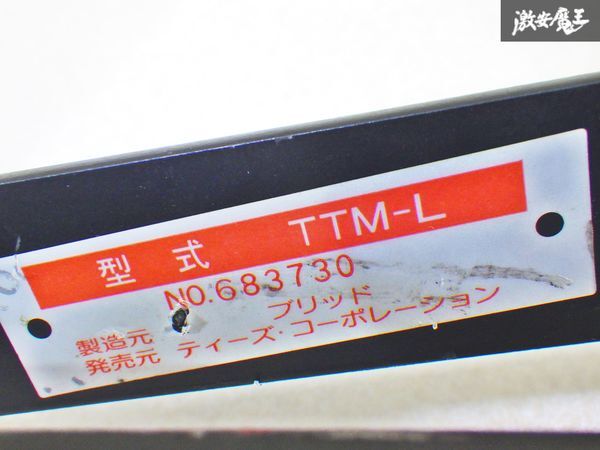 激安魔王
型式 TTM-L
NO.683730
製造元 ブリッド
発売元 ティーズ・コーポレーション